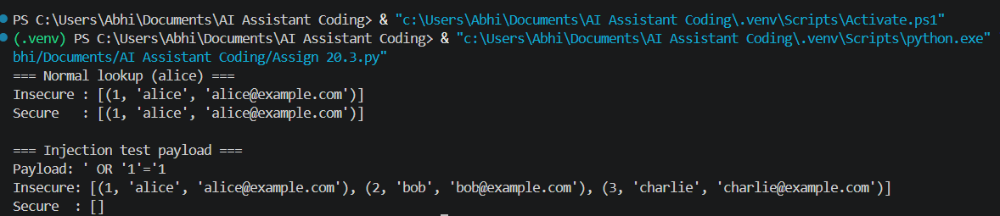 PS C:\Users\Abhi\Documents\AI Assistant Coding> & "c:\Users\Abhi\Documents\AI Assistant Coding\.venv\Scripts\Activate.ps1"
(.venv) PS C:\Users\Abhi\Documents\AI Assistant Coding> & "c:\Users\Abhi\Documents\AI Assistant Coding\.venv\Scripts\python.exe"
bhi/Documents/AI Assistant Coding/Assign 20.3.py"
=== Normal lookup (alice) ===
Insecure : [(1, 'alice', 'alice@example.com')]
Secure   : [(1, 'alice', 'alice@example.com')]

=== Injection test payload ===
Payload: ' OR '1'='1
Insecure: [(1, 'alice', 'alice@example.com'), (2, 'bob', 'bob@example.com'), (3, 'charlie', 'charlie@example.com')]
Secure  : []